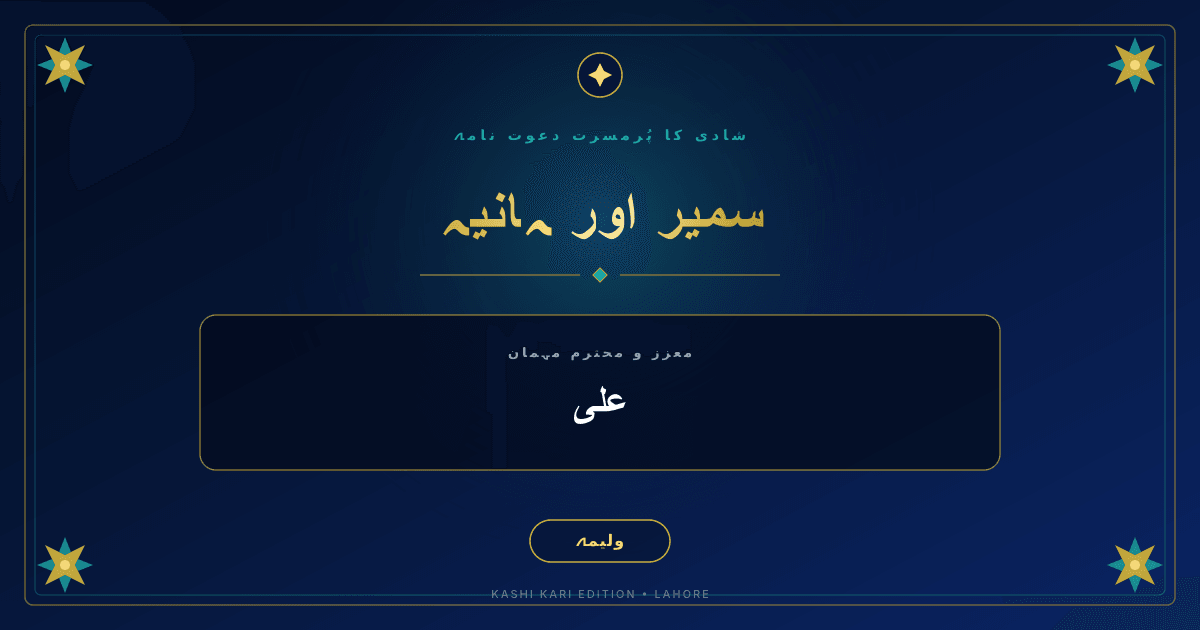 شادی کا پُرمسرت دعوت نامہ
سمیر اور ہانیہ
معزز و محترم مہمان
علی
ولیمہ
KASHI KARI EDITION • LAHORE